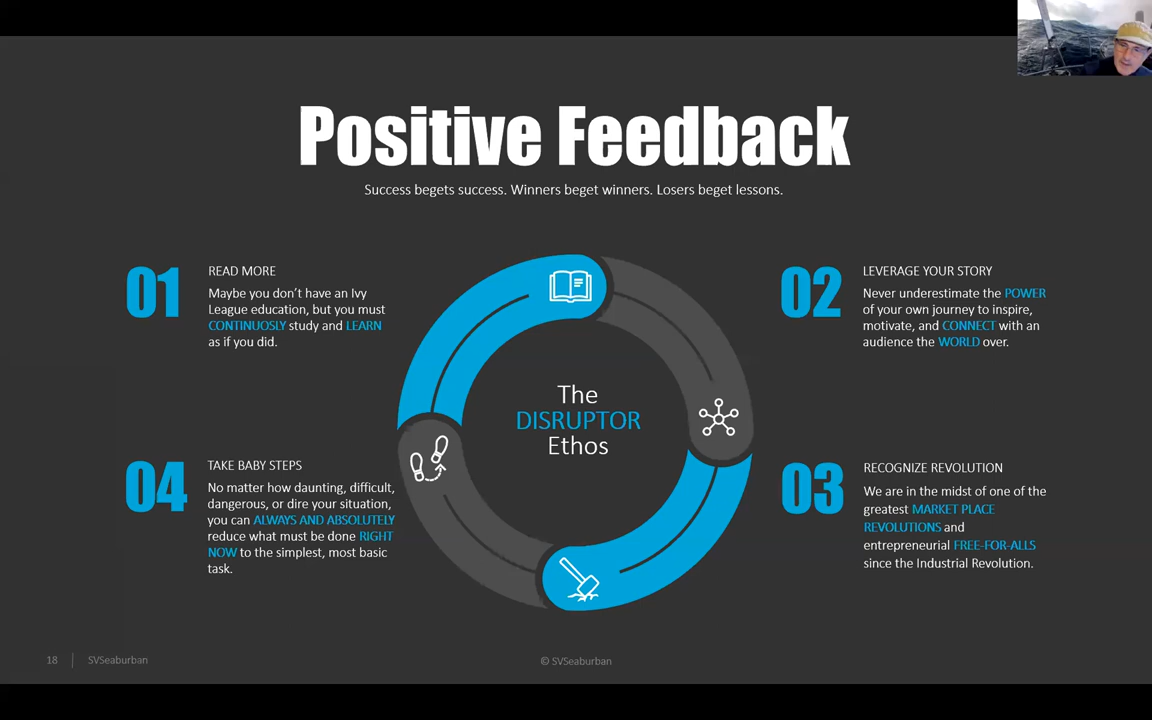 Positive Feedback
Success begets success. Winners beget winners. Losers beget lessons.
01
READ MORE
Maybe you don't have an Ivy
League education, but you must
CONTINUOSLY study and LEARN
as if you did.
02
LEVERAGE YOUR STORY
Never underestimate the POWER
of your own journey to inspire,
motivate, and CONNECT with an
audience the WORLD over.
The
DISRUPTOR
Ethos
04
TAKE BABY STEPS
No matter how daunting, difficult,
dangerous, or dire your situation,
you can ALWAYS AND ABSOLUTELY
reduce what must be done RIGHT
NOW to the simplest, most basic
task.
03
RECOGNIZE REVOLUTION
We are in the midst of one of the
greatest MARKET PLACE
REVOLUTIONS and
entrepreneurial FREE-FOR-ALLS
since the Industrial Revolution.
18 | SVSeaburban
© SVSeaburban